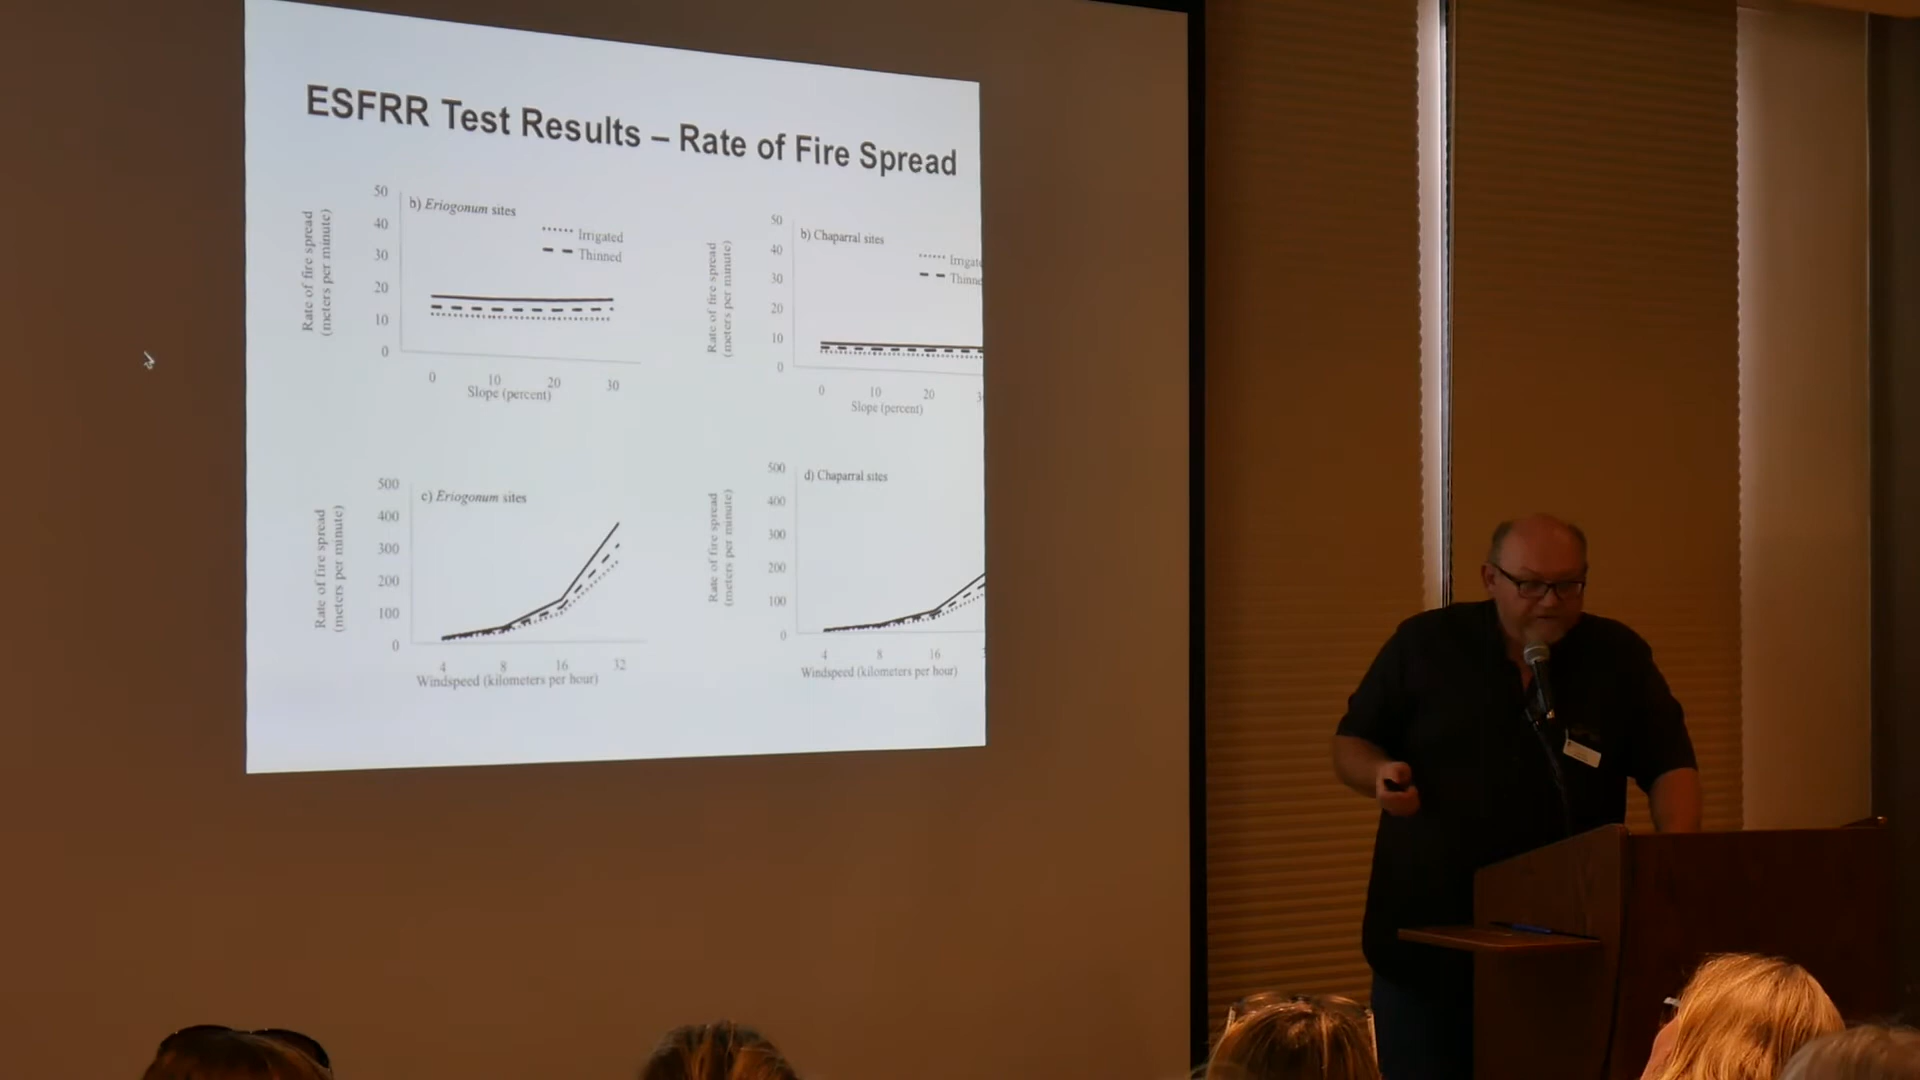 ESFRR Test Results – Rate of Fire Spread
Rate of fire spread
(meters per minute)
50
40
30
20
10
0
b) Eriogonum sites
Irrigated
Thinned
0 10 20 30
Slope (percent)
Rate of fire spread
(meters per minute)
50
40
30
20
10
0
b) Chaparral sites
Irrigat
Thinne
0 10 20 3
Slope (percent)
Rate of fire spread
(meters per minute)
500
400
300
200
100
0
c) Eriogonum sites
4 8 16 32
Windspeed (kilometers per hour)
Rate of fire spread
(meters per minute)
500
400
300
200
100
0
d) Chaparral sites
4 8 16
Windspeed (kilometers per hour)